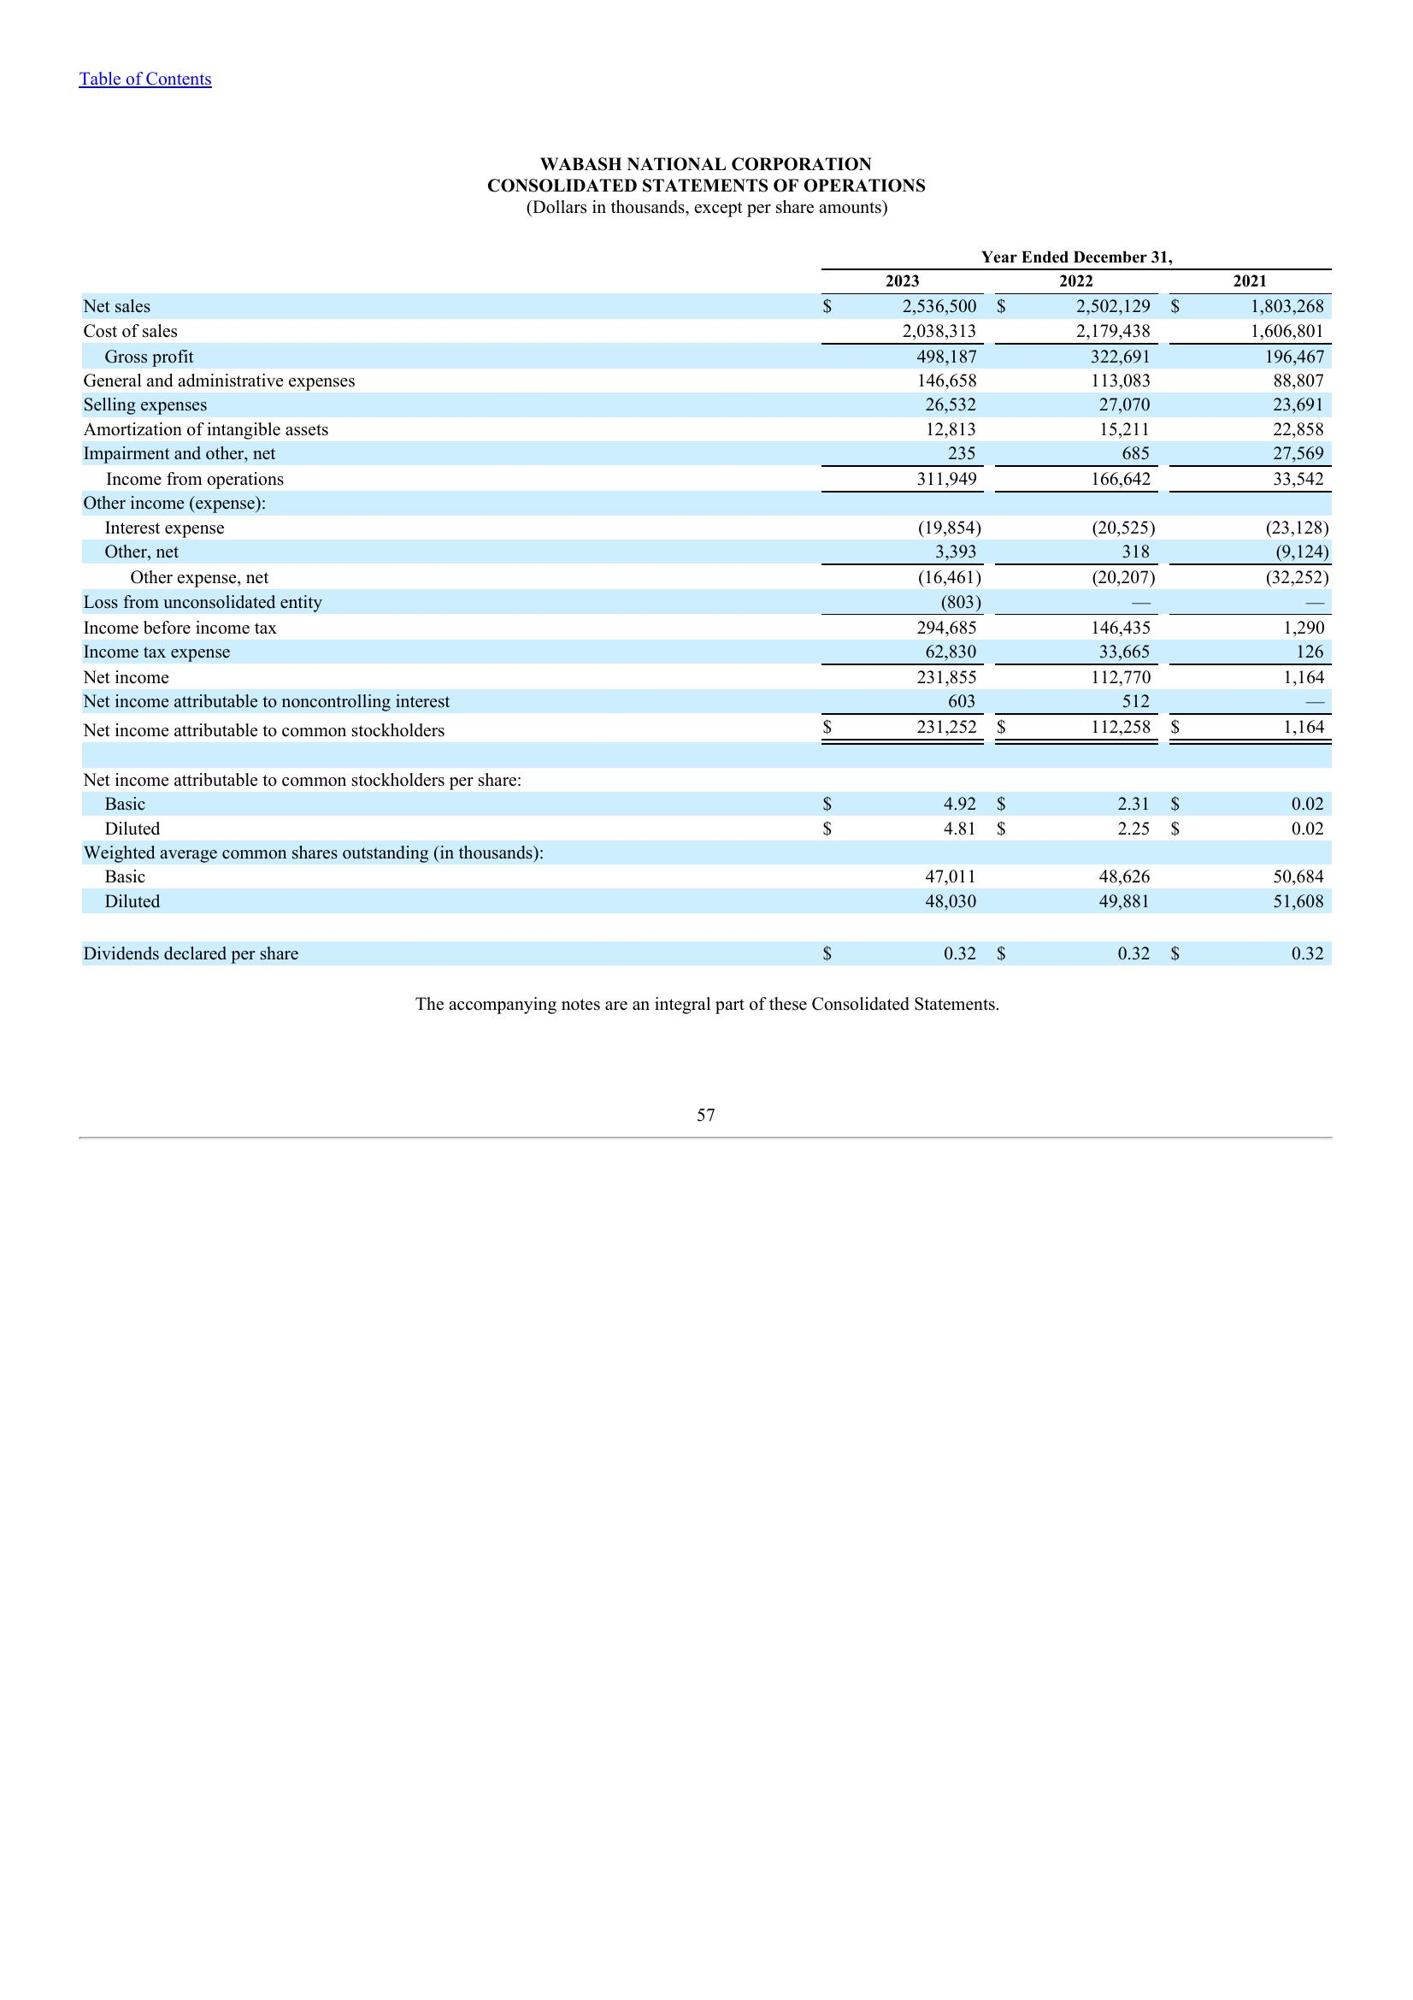 Table of Contents
WABASH NATIONAL CORPORATION
CONSOLIDATED STATEMENTS OF OPERATIONS
(Dollars in thousands, except per share amounts)
Year Ended December 31,
2023 2022 2021
Net sales $ 2,536,500 $ 2,502,129 $ 1,803,268
Cost of sales 2,038,313 2,179,438 1,606,801
Gross profit 498,187 322,691 196,467
General and administrative expenses 146,658 113,083 88,807
Selling expenses 26,532 27,070 23,691
Amortization of intangible assets 12,813 15,211 22,858
Impairment and other, net 235 685 27,569
Income from operations 311,949 166,642 33,542
Other income (expense):
Interest expense (19,854) (20,525) (23,128)
Other, net 3,393 318 (9,124)
Other expense, net (16,461) (20,207) (32,252)
Loss from unconsolidated entity (803) — —
Income before income tax 294,685 146,435 1,290
Income tax expense 62,830 33,665 126
Net income 231,855 112,770 1,164
Net income attributable to noncontrolling interest 603 512 —
Net income attributable to common stockholders $ 231,252 $ 112,258 $ 1,164
Net income attributable to common stockholders per share:
Basic $ 4.92 $ 2.31 $ 0.02
Diluted $ 4.81 $ 2.25 $ 0.02
Weighted average common shares outstanding (in thousands):
Basic 47,011 48,626 50,684
Diluted 48,030 49,881 51,608
Dividends declared per share $ 0.32 $ 0.32 $ 0.32
The accompanying notes are an integral part of these Consolidated Statements.
57